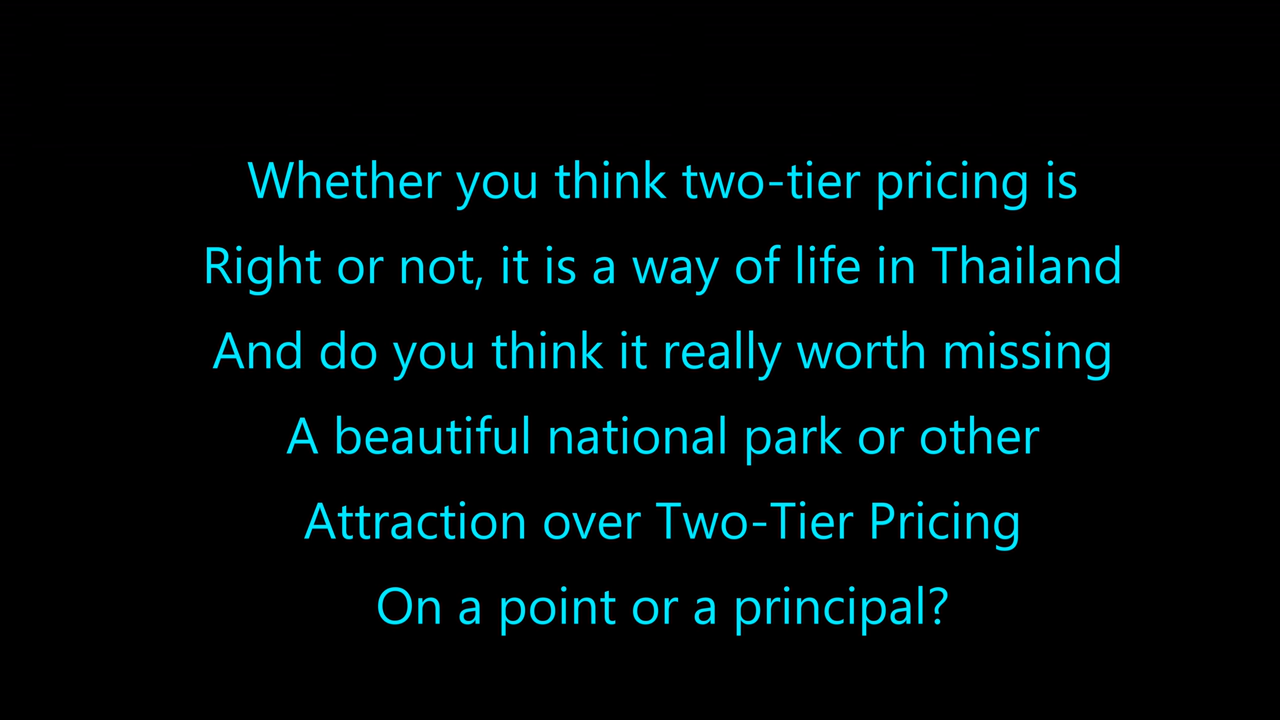 Whether you think two-tier pricing is
Right or not, it is a way of life in Thailand
And do you think it really worth missing
A beautiful national park or other
Attraction over Two-Tier Pricing
On a point or a principal?